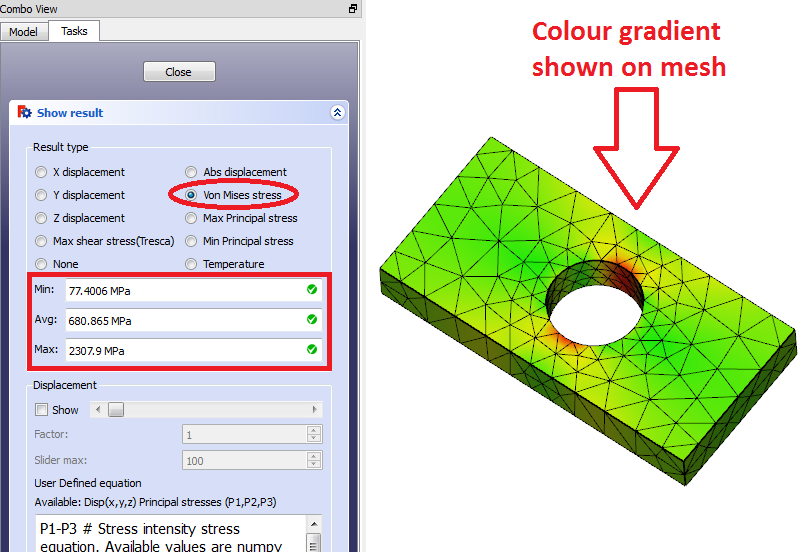 Combo View
Model Tasks
Colour gradient
shown on mesh
Close
Show result
Result type
X displacement Abs displacement
Y displacement Von Mises stress
Z displacement Max Principal stress
Max shear stress(Tresca) Min Principal stress
None Temperature
Min: 77.4006 MPa
Avg: 680.865 MPa
Max: 2307.9 MPa
Displacement
Show
Factor: 1
Slider max: 100
User Defined equation
Available: Disp(x,y,z) Principal stresses (P1,P2,P3)
P1-P3 # Stress intensity stress
equation. Available values are numpy